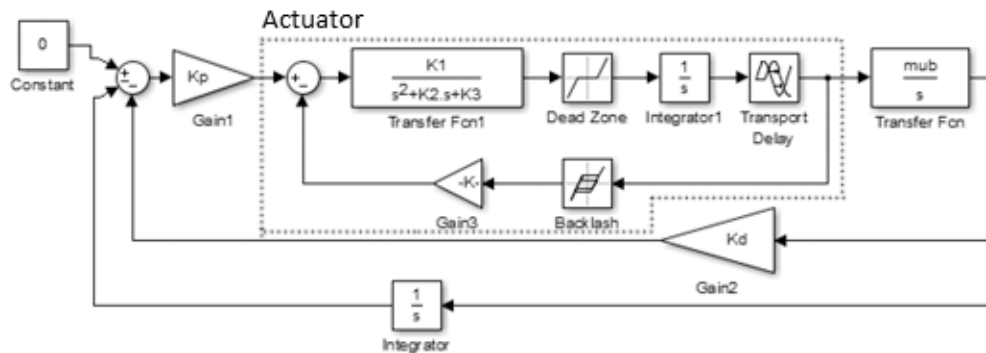 Actuator
0
Constant
Kp
Gain1
K1
s²+K2.s+K3
Transfer Fcn1
Dead Zone
1
s
Integrator1
Transport
Delay
mub
s
Transfer Fcn
-K-
Gain3
Backlash
Kd
Gain2
1
s
Integrator